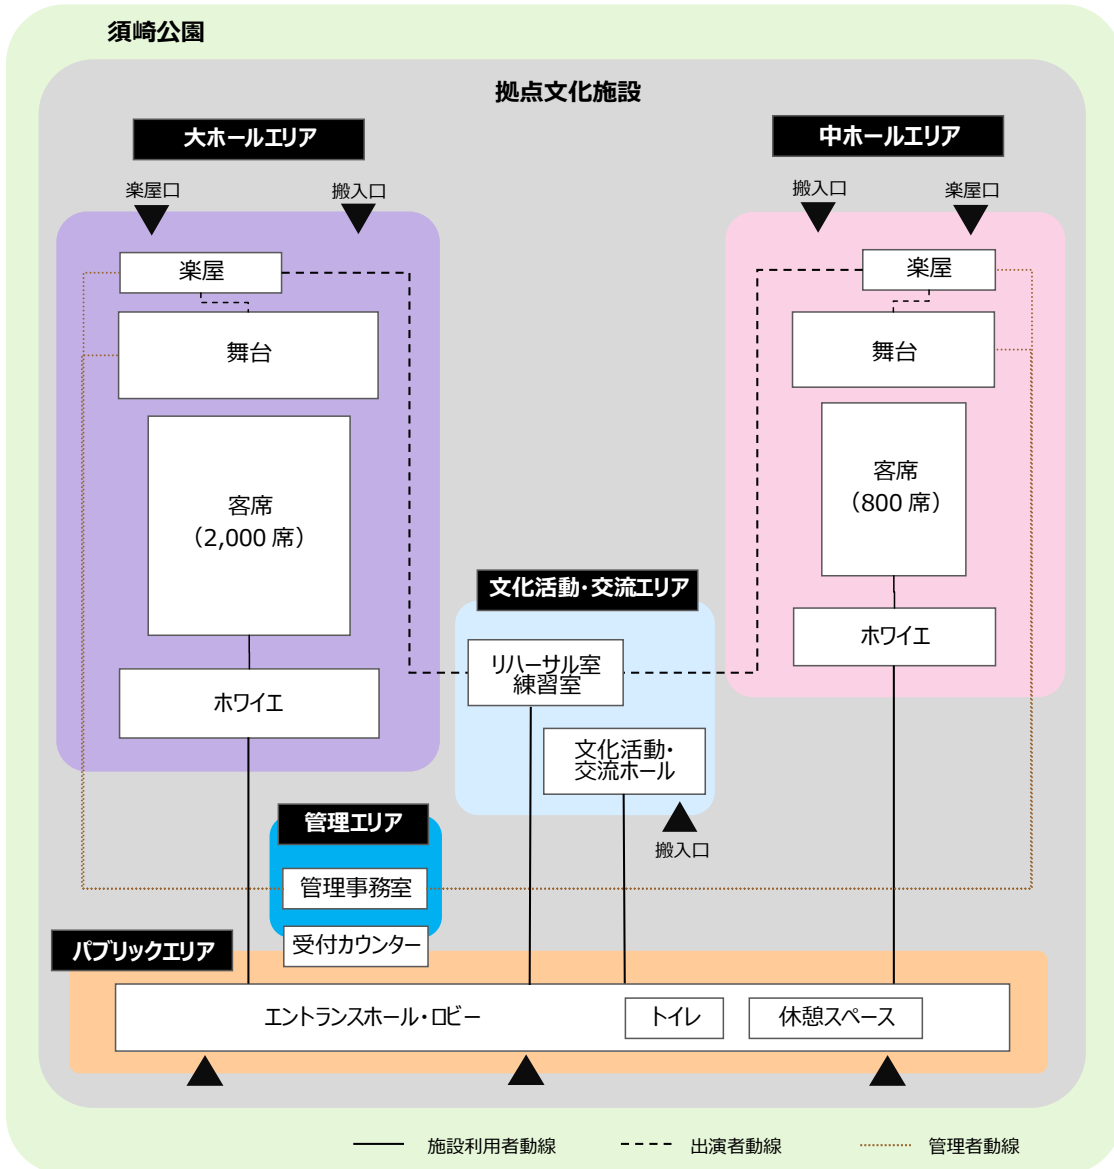 須崎公園
拠点文化施設
大ホールエリア
中ホールエリア
楽屋口
搬入口
搬入口
楽屋口
楽屋
楽屋
舞台
舞台
客席
（2,000 席）
客席
（800 席）
文化活動・交流エリア
ホワイエ
リハーサル室
練習室
ホワイエ
文化活動・
交流ホール
管理エリア
搬入口
管理事務室
受付カウンター
パブリックエリア
エントランスホール・ロビー
トイレ
休憩スペース
施設利用者動線
出演者動線
管理者動線